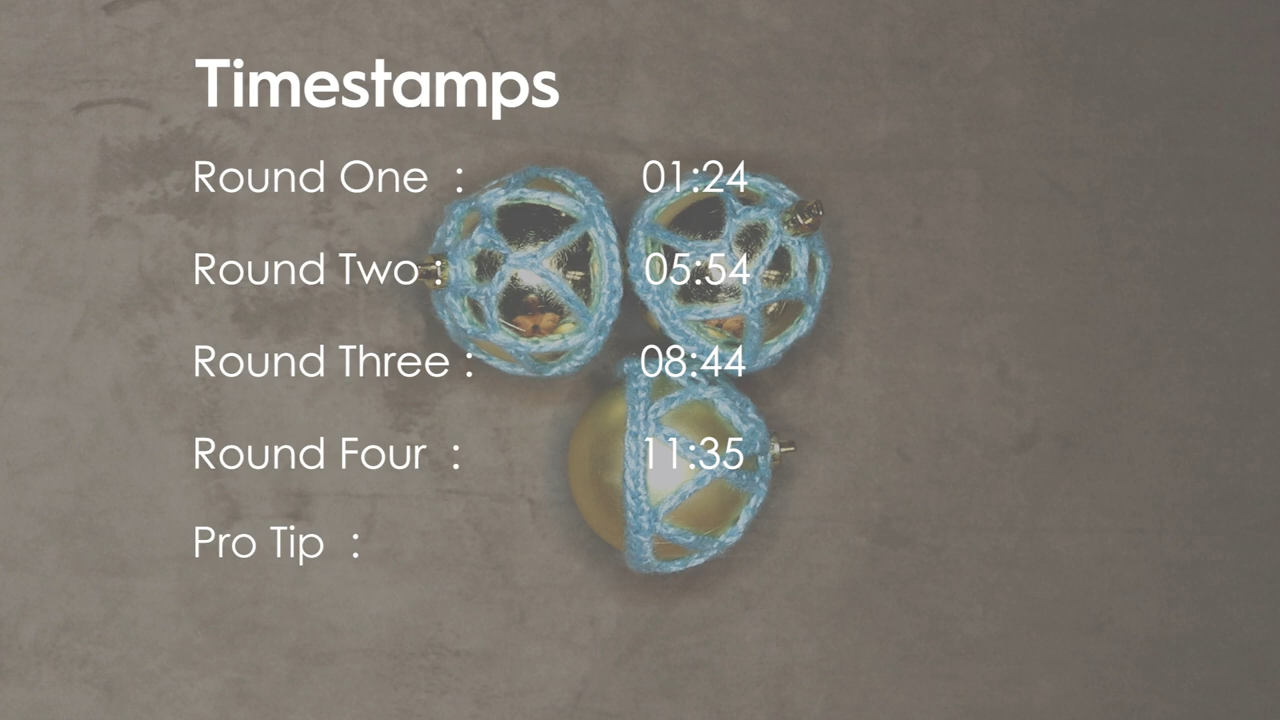 Timestamps
Round One : 01:24
Round Two : 05:54
Round Three : 08:44
Round Four : 11:35
Pro Tip :